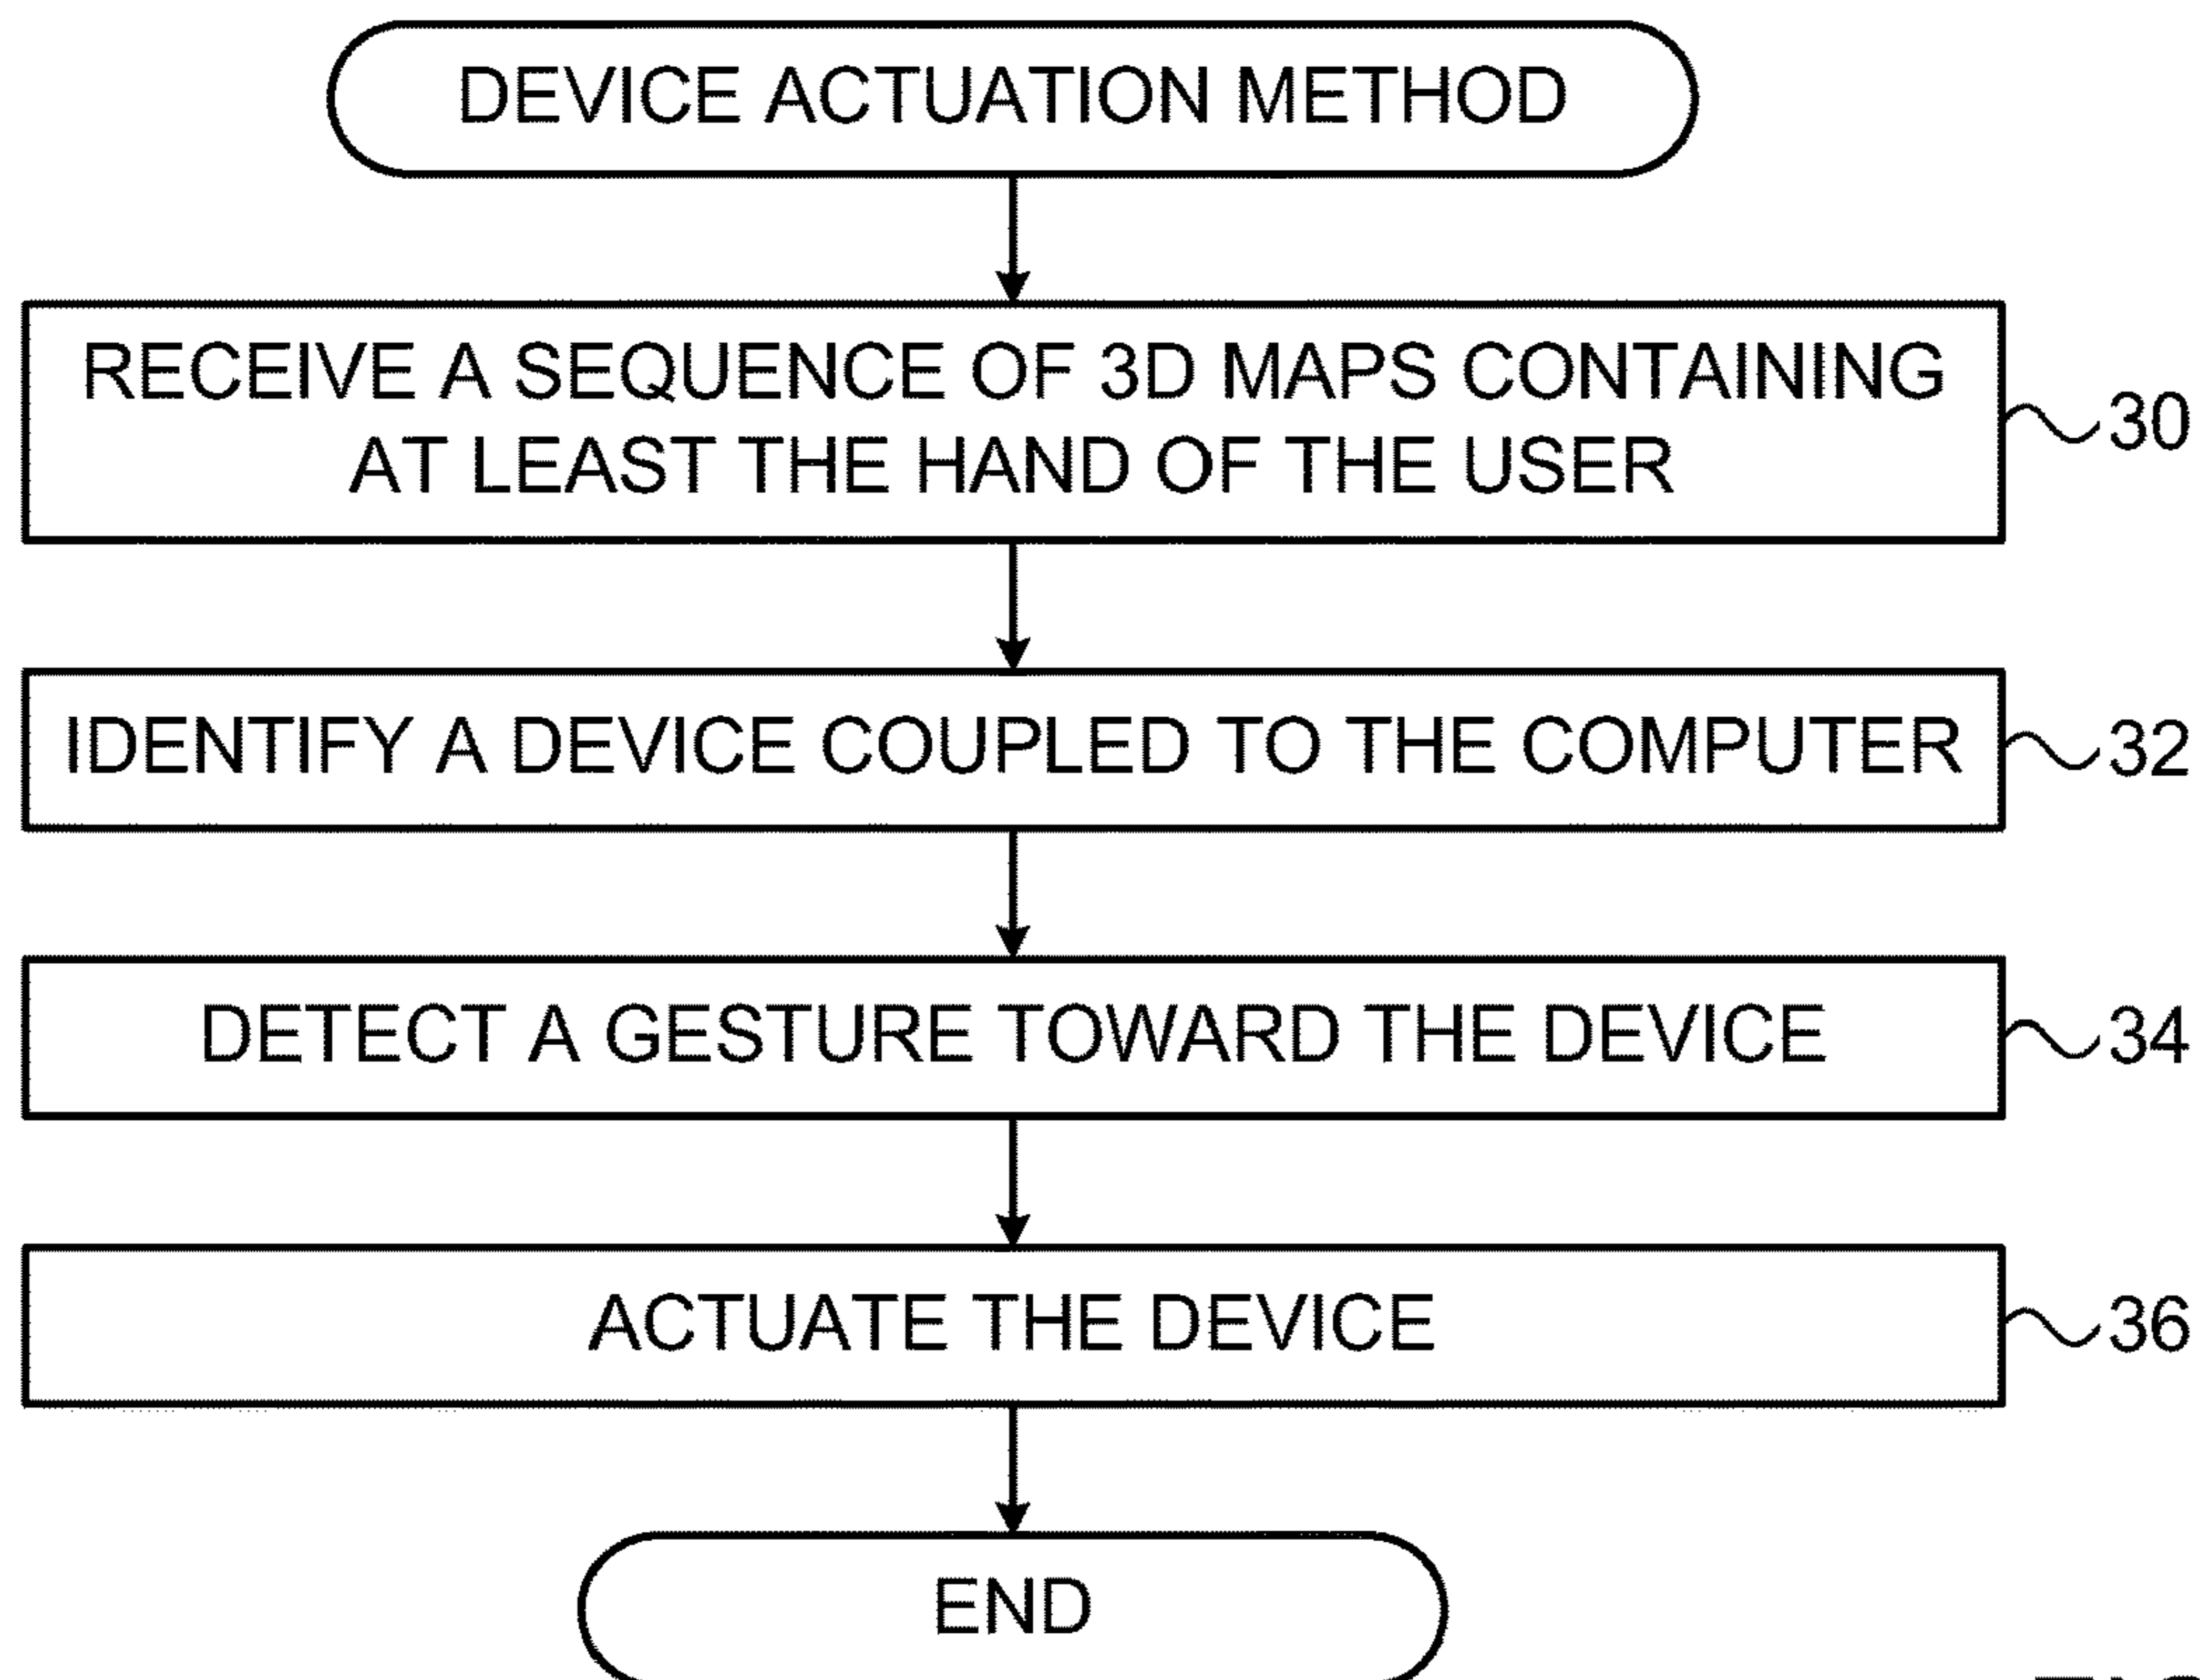 DEVICE ACTUATION METHOD
RECEIVE A SEQUENCE OF 3D MAPS CONTAINING
AT LEAST THE HAND OF THE USER
30
IDENTIFY A DEVICE COUPLED TO THE COMPUTER
32
DETECT A GESTURE TOWARD THE DEVICE
34
ACTUATE THE DEVICE
36
END